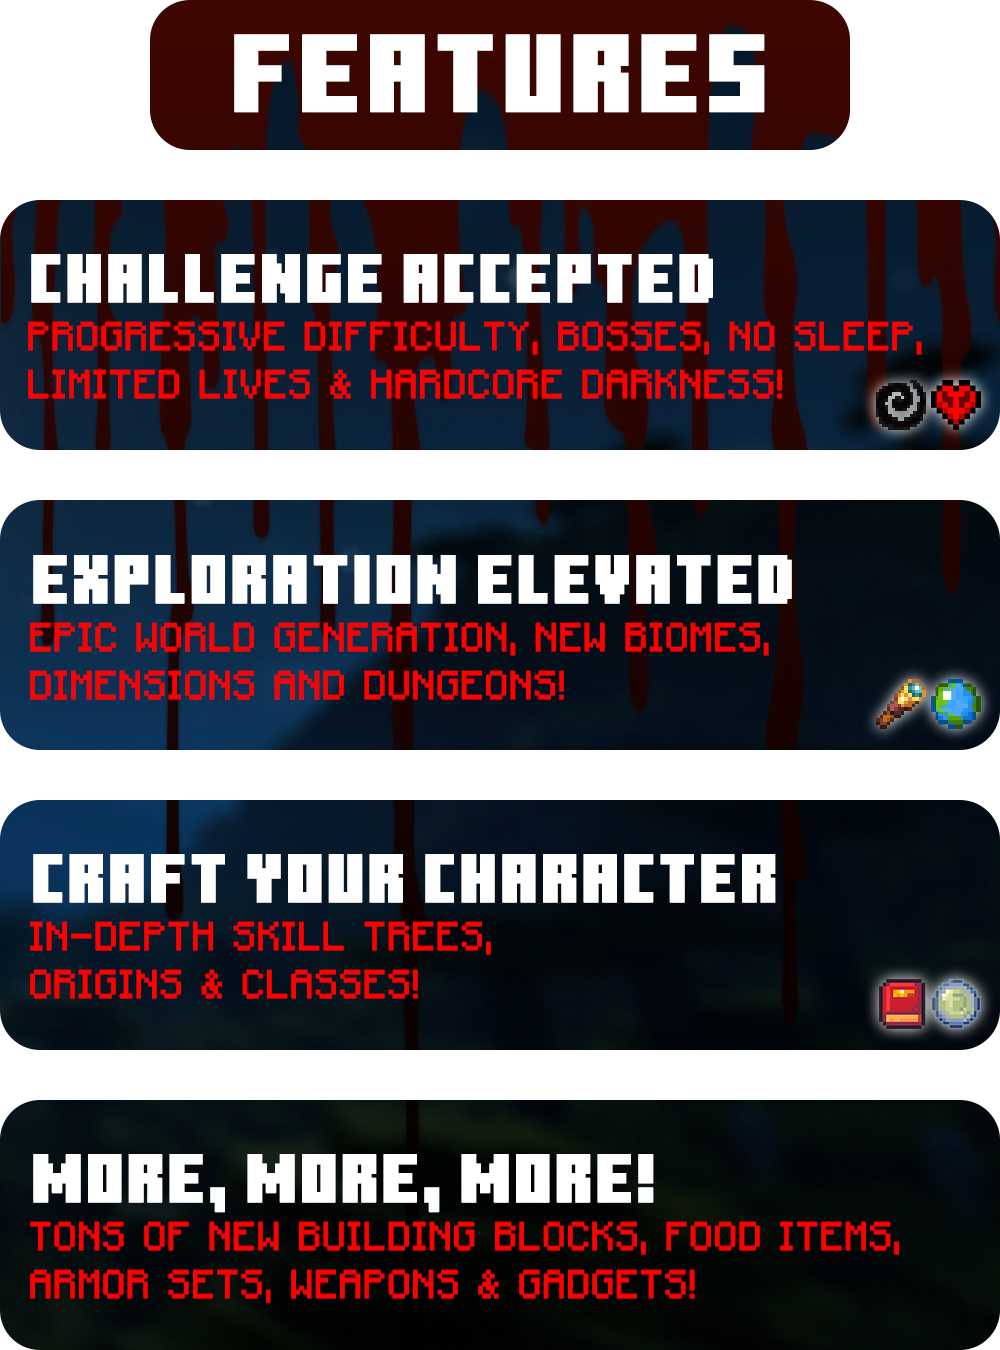 FEATURES
CHALLENGE ACCEPTED
PROGRESSIVE DIFFICULTY, BOSSES, NO SLEEP,
LIMITED LIVES & HARDCORE DARKNESS!
EXPLORATION ELEVATED
EPIC WORLD GENERATION, NEW BIOMES,
DIMENSIONS AND DUNGEONS!
CRAFT YOUR CHARACTER
IN-DEPTH SKILL TREES,
ORIGINS & CLASSES!
MORE, MORE, MORE!
TONS OF NEW BUILDING BLOCKS, FOOD ITEMS,
ARMOR SETS, WEAPONS & GADGETS!